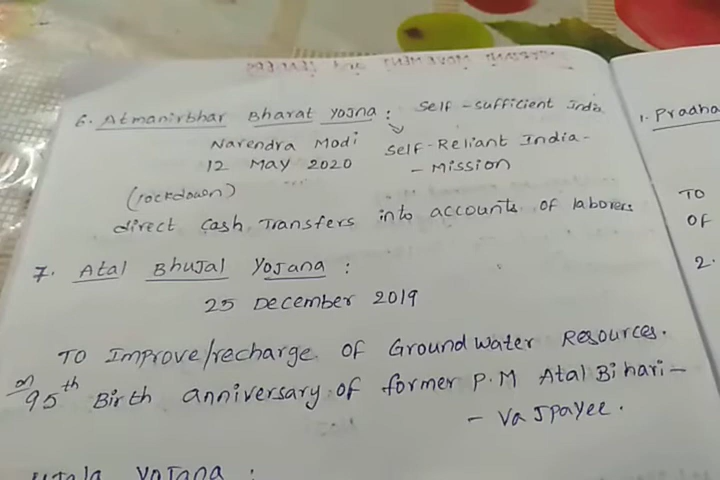 6. Atmanirbhar Bharat Yojna : Self-sufficient India
Narendra Modi Self-Reliant India-
12 May 2020 - Mission
(lockdown)
direct cash Transfers into accounts of laborers
7. Atal Bhujal Yojana :
25 December 2019
To Improve/recharge of Groundwater Resources.
on 95th Birth anniversary of former P.M Atal Bihari-
- Vajpayee.
Yojana :
1. Pradha
TO
OF
2.